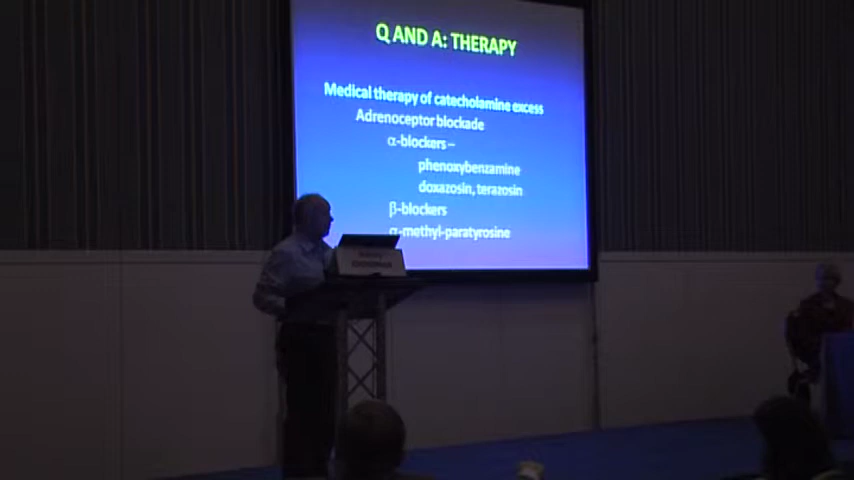 Q AND A: THERAPY
Medical therapy of catecholamine excess
Adrenoceptor blockade
α-blockers –
phenoxybenzamine
doxazosin, terazosin
β-blockers
α-methyl-paratyrosine